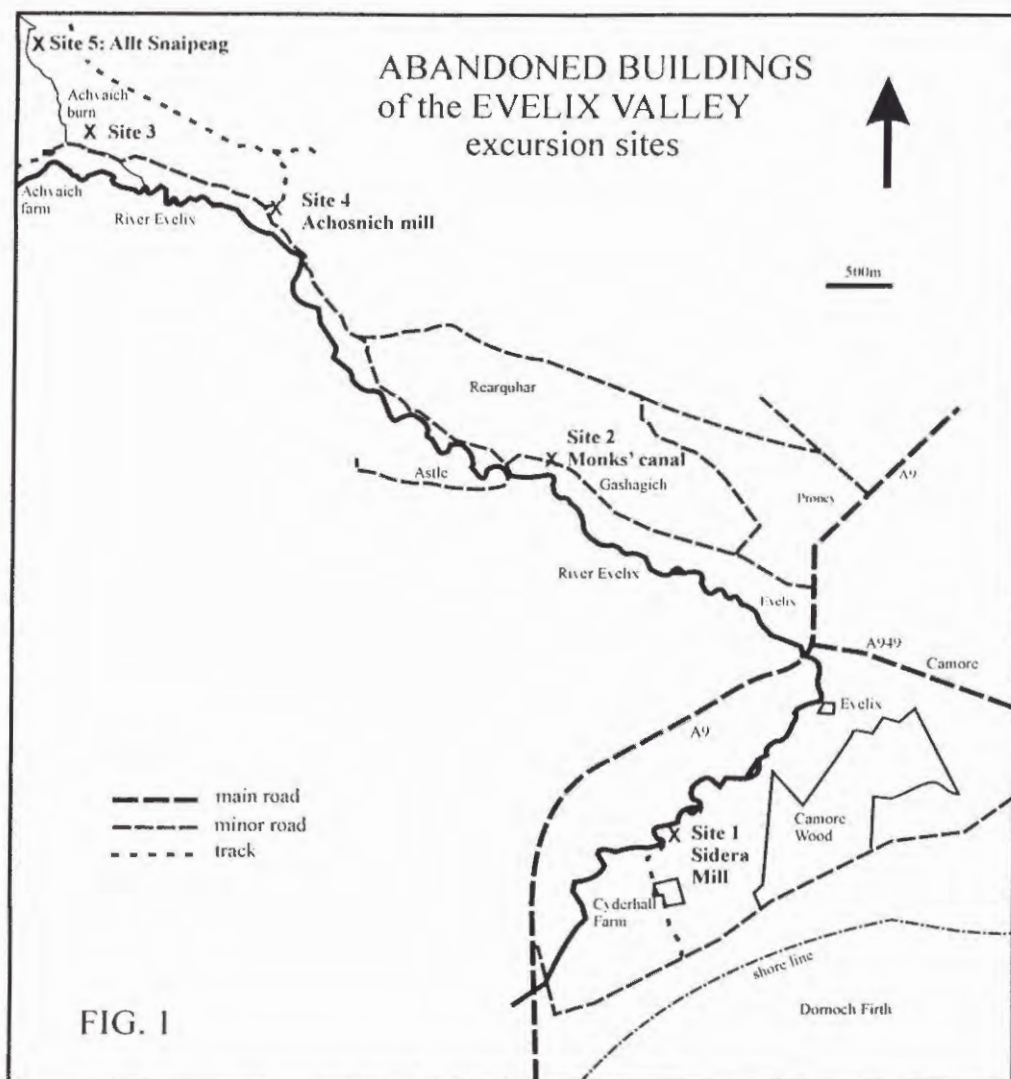 ABANDONED BUILDINGS
of the EVELIX VALLEY
excursion sites
X Site 5: Allt Snaipeag
Achvaich
burn
X Site 3
Achvaich
farm
River Evelix
X Site 4
Achosnich mill
500m
Rearquhar
Site 2
X Monks' canal
Astle
Gashagich
Proncy
A9
River Evelix
Evelix
A949
Camore
Evelix
A9
main road
minor road
track
Camore
Wood
X Site 1
Sidera
Mill
Cyderhall
Farm
shore line
Dornoch Firth
FIG. 1